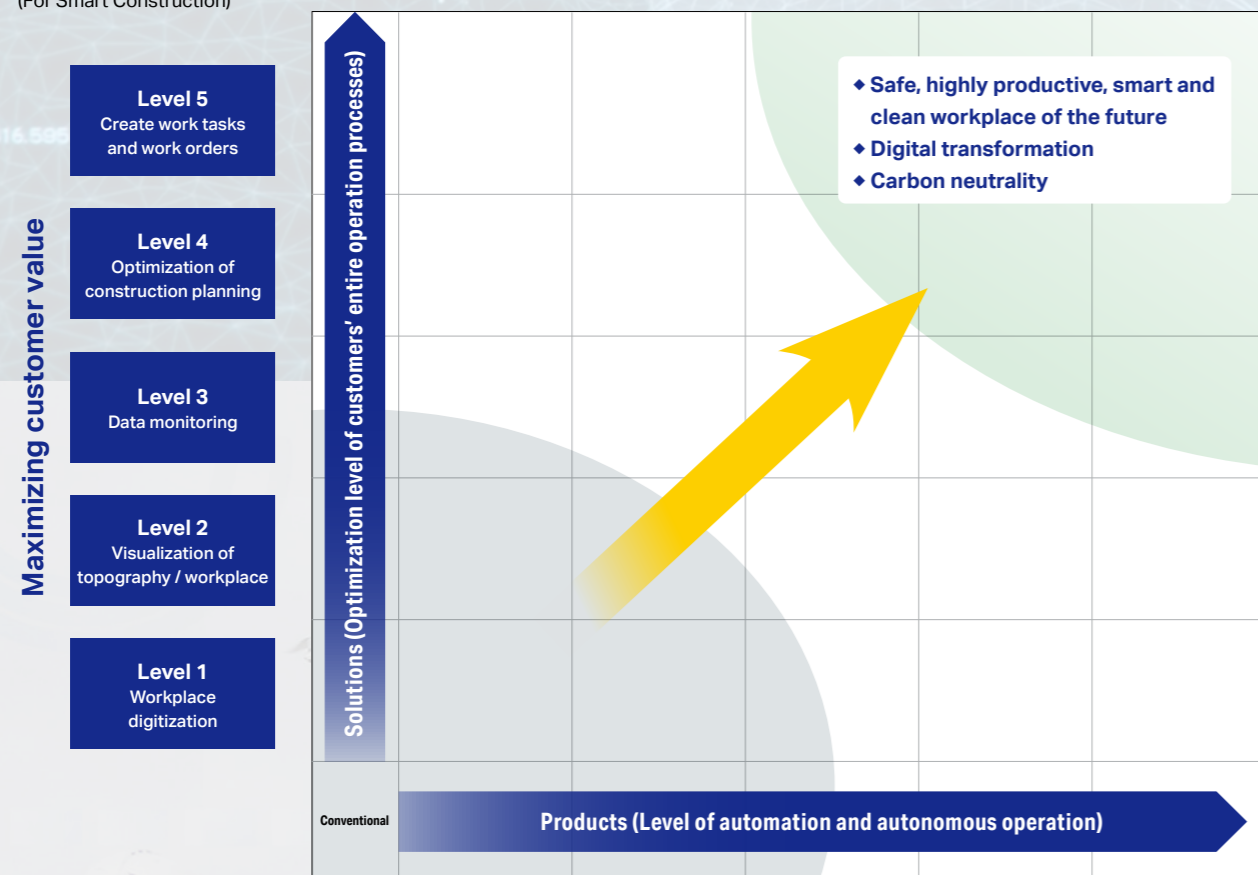 (For Smart Construction)
Maximizing customer value
Level 5
Create work tasks
and work orders
Level 4
Optimization of
construction planning
Level 3
Data monitoring
Level 2
Visualization of
topography / workplace
Level 1
Workplace
digitization
Solutions (Optimization level of customers' entire operation processes)
◆ Safe, highly productive, smart and
clean workplace of the future
◆ Digital transformation
◆ Carbon neutrality
Conventional
Products (Level of automation and autonomous operation)